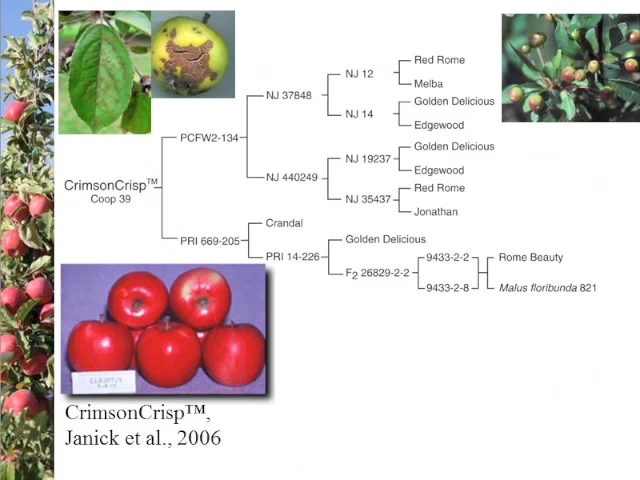 Red Rome
NJ 12
Melba
NJ 37848
Golden Delicious
NJ 14
Edgewood
PCFW2-134
Golden Delicious
NJ 19237
Edgewood
NJ 440249
Red Rome
NJ 35437
Jonathan
CrimsonCrisp™
Coop 39
Crandal
PRI 669-205
Golden Delicious
PRI 14-226
9433-2-2
Rome Beauty
F2 26829-2-2
9433-2-8
Malus floribunda 821
CrimsonCrisp™,
Janick et al., 2006